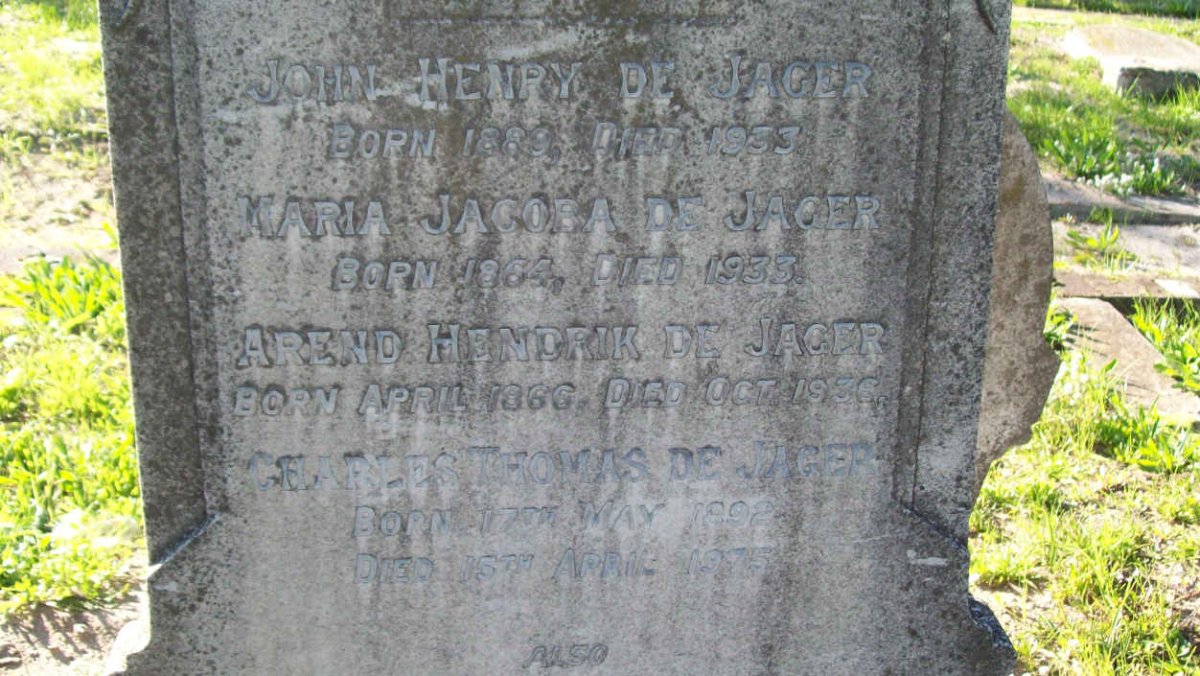 JOHN HENRY DE JAGER
BORN 1889, DIED 1933
MARIA JACOBA DE JAGER
BORN 1864, DIED 1933.
AREND HENDRIK DE JAGER
BORN APRIL 1866, DIED OCT. 1936,
CHARLES THOMAS DE JAGER
BORN 17TH MAY 1892
DIED 15TH APRIL 1975
ALSO